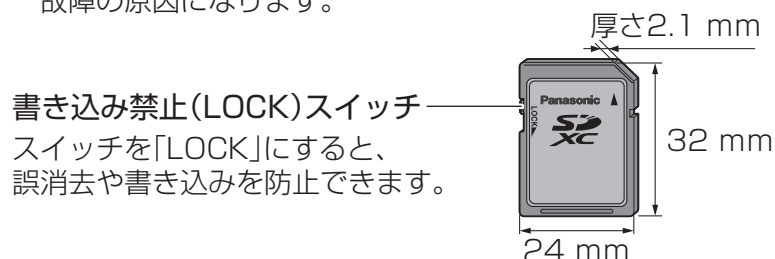 故障の原因になります。
厚さ2.1 mm
書き込み禁止(LOCK)スイッチ
スイッチを｢LOCK｣にすると、
誤消去や書き込みを防止できます。
Panasonic
LOCK
SD
XC
32 mm
24 mm